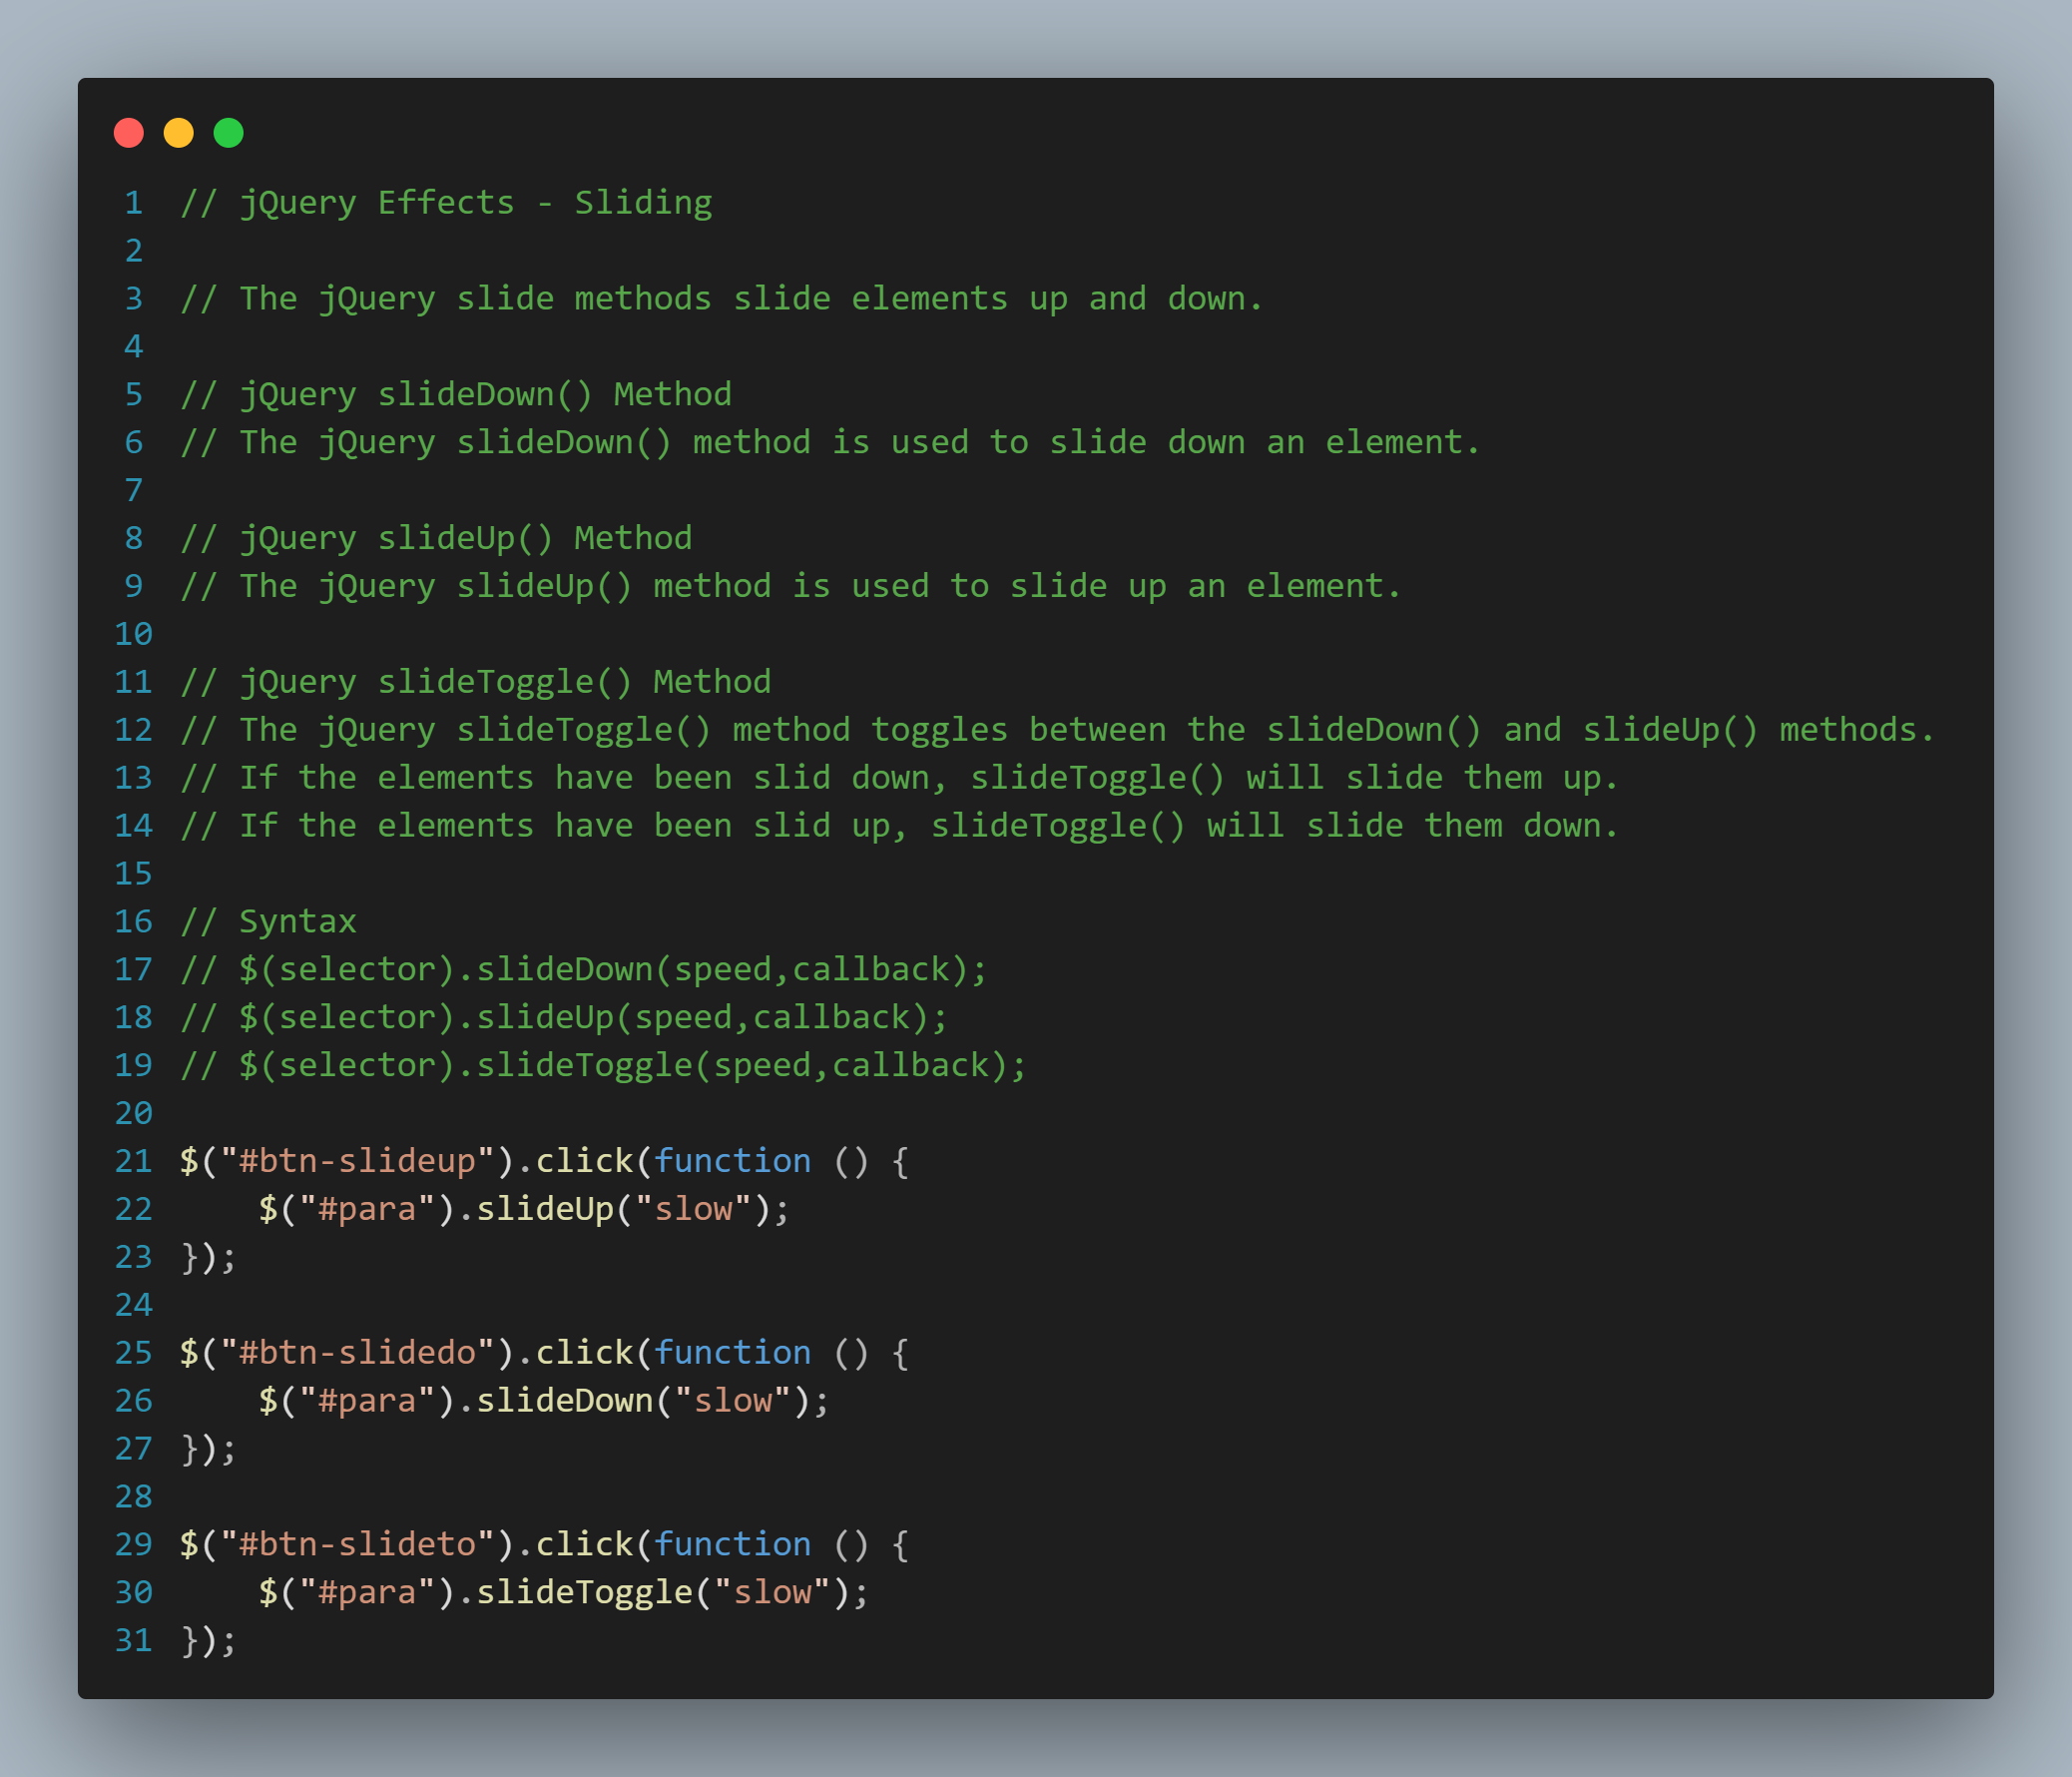 1 // jQuery Effects - Sliding
2
3 // The jQuery slide methods slide elements up and down.
4
5 // jQuery slideDown() Method
6 // The jQuery slideDown() method is used to slide down an element.
7
8 // jQuery slideUp() Method
9 // The jQuery slideUp() method is used to slide up an element.
10
11 // jQuery slideToggle() Method
12 // The jQuery slideToggle() method toggles between the slideDown() and slideUp() methods.
13 // If the elements have been slid down, slideToggle() will slide them up.
14 // If the elements have been slid up, slideToggle() will slide them down.
15
16 // Syntax
17 // $(selector).slideDown(speed,callback);
18 // $(selector).slideUp(speed,callback);
19 // $(selector).slideToggle(speed,callback);
20
21 $("#btn-slideup").click(function () {
22     $("#para").slideUp("slow");
23 });
24
25 $("#btn-slidedo").click(function () {
26     $("#para").slideDown("slow");
27 });
28
29 $("#btn-slideto").click(function () {
30     $("#para").slideToggle("slow");
31 });